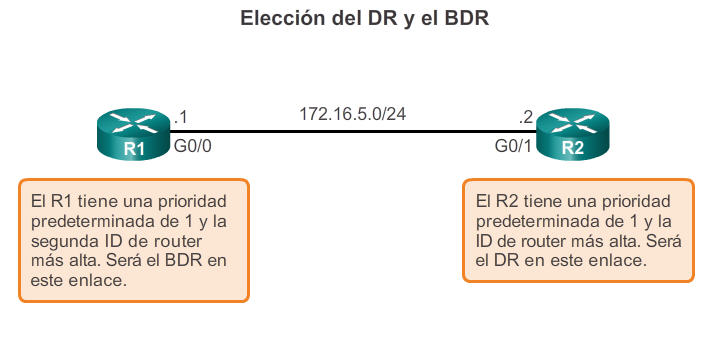 Elección del DR y el BDR
.1
172.16.5.0/24
.2
R1
G0/0
G0/1
R2
El R1 tiene una prioridad
predeterminada de 1 y la
segunda ID de router
más alta. Será el BDR en
este enlace.
El R2 tiene una prioridad
predeterminada de 1 y la
ID de router más alta. Será
el DR en este enlace.